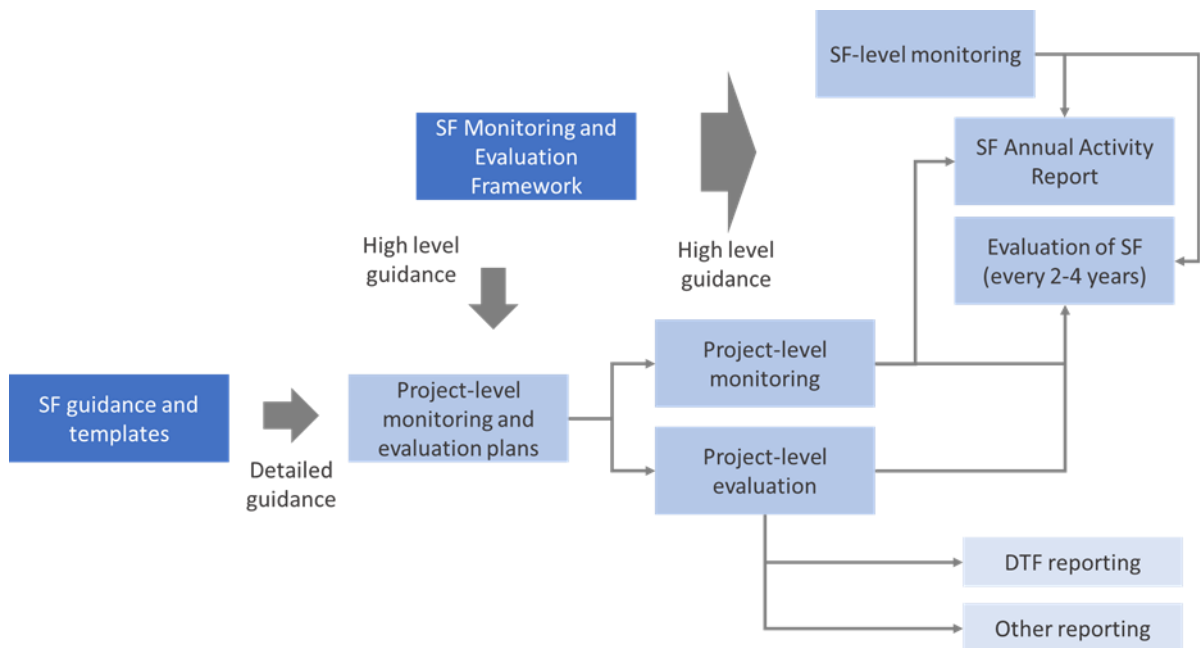 SF-level monitoring
SF Monitoring and
Evaluation
Framework
SF Annual Activity
Report
High level
guidance
High level
guidance
Evaluation of SF
(every 2-4 years)
Project-level
monitoring
SF guidance and
templates
Detailed
guidance
Project-level
monitoring and
evaluation plans
Project-level
evaluation
DTF reporting
Other reporting